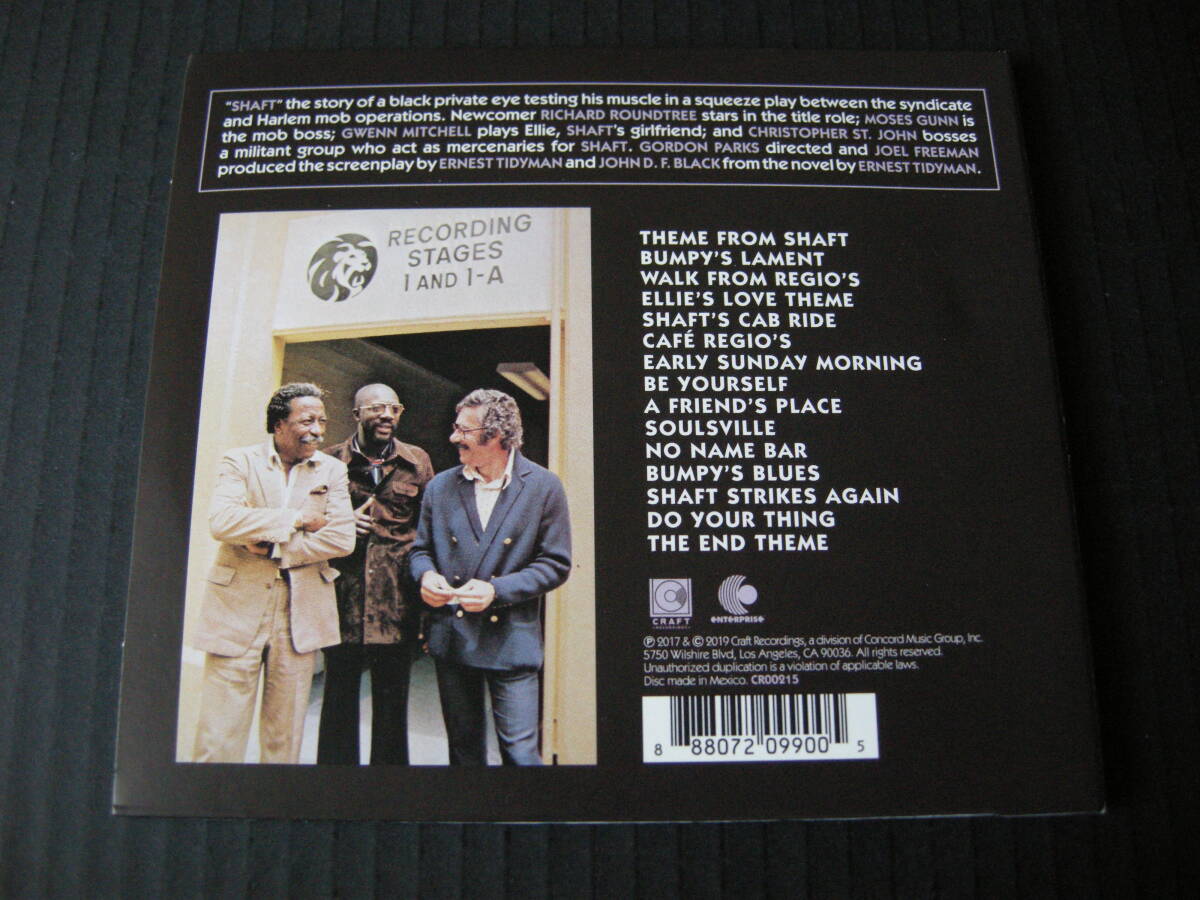 "SHAFT" the story of a black private eye testing his muscle in a squeeze play between the syndicate
and Harlem mob operations. Newcomer RICHARD ROUNDTREE stars in the title role; MOSES GUNN is
the mob boss; GWENN MITCHELL plays Ellie, SHAFT's girlfriend; and CHRISTOPHER ST. JOHN bosses
a militant group who act as mercenaries for SHAFT. GORDON PARKS directed and JOEL FREEMAN
produced the screenplay by ERNEST TIDYMAN and JOHN D. F. BLACK from the novel by ERNEST TIDYMAN.
RECORDING
STAGES
1 AND 1-A
THEME FROM SHAFT
BUMPY'S LAMENT
WALK FROM REGIO'S
ELLIE'S LOVE THEME
SHAFT'S CAB RIDE
CAFÉ REGIO'S
EARLY SUNDAY MORNING
BE YOURSELF
A FRIEND'S PLACE
SOULSVILLE
NO NAME BAR
BUMPY'S BLUES
SHAFT STRIKES AGAIN
DO YOUR THING
THE END THEME
CRAFT
RECORDINGS
ENTERPRISE
℗ 2017 & © 2019 Craft Recordings, a division of Concord Music Group, Inc.
5750 Wilshire Blvd, Los Angeles, CA 90036. All rights reserved.
Unauthorized duplication is a violation of applicable laws.
Disc made in Mexico. CR00215
8 88072 09900 5